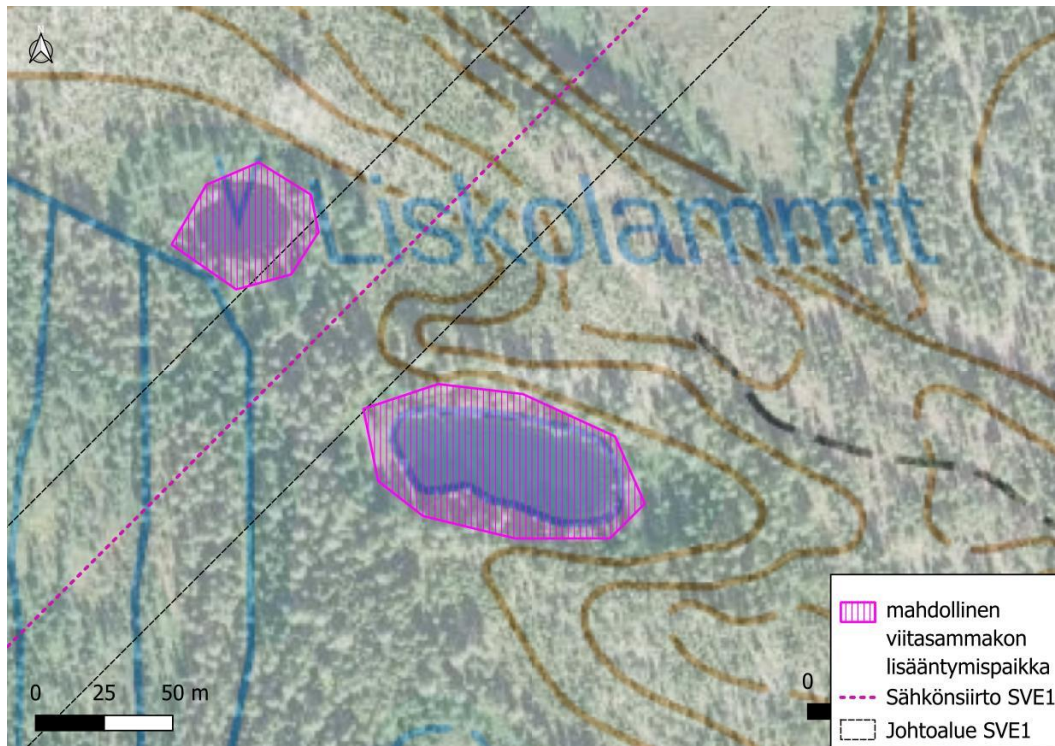 Liskolammit
0 25 50 m
0
mahdollinen
viitasammakon
lisääntymispaikka
Sähkönsiirto SVE1
Johtoalue SVE1